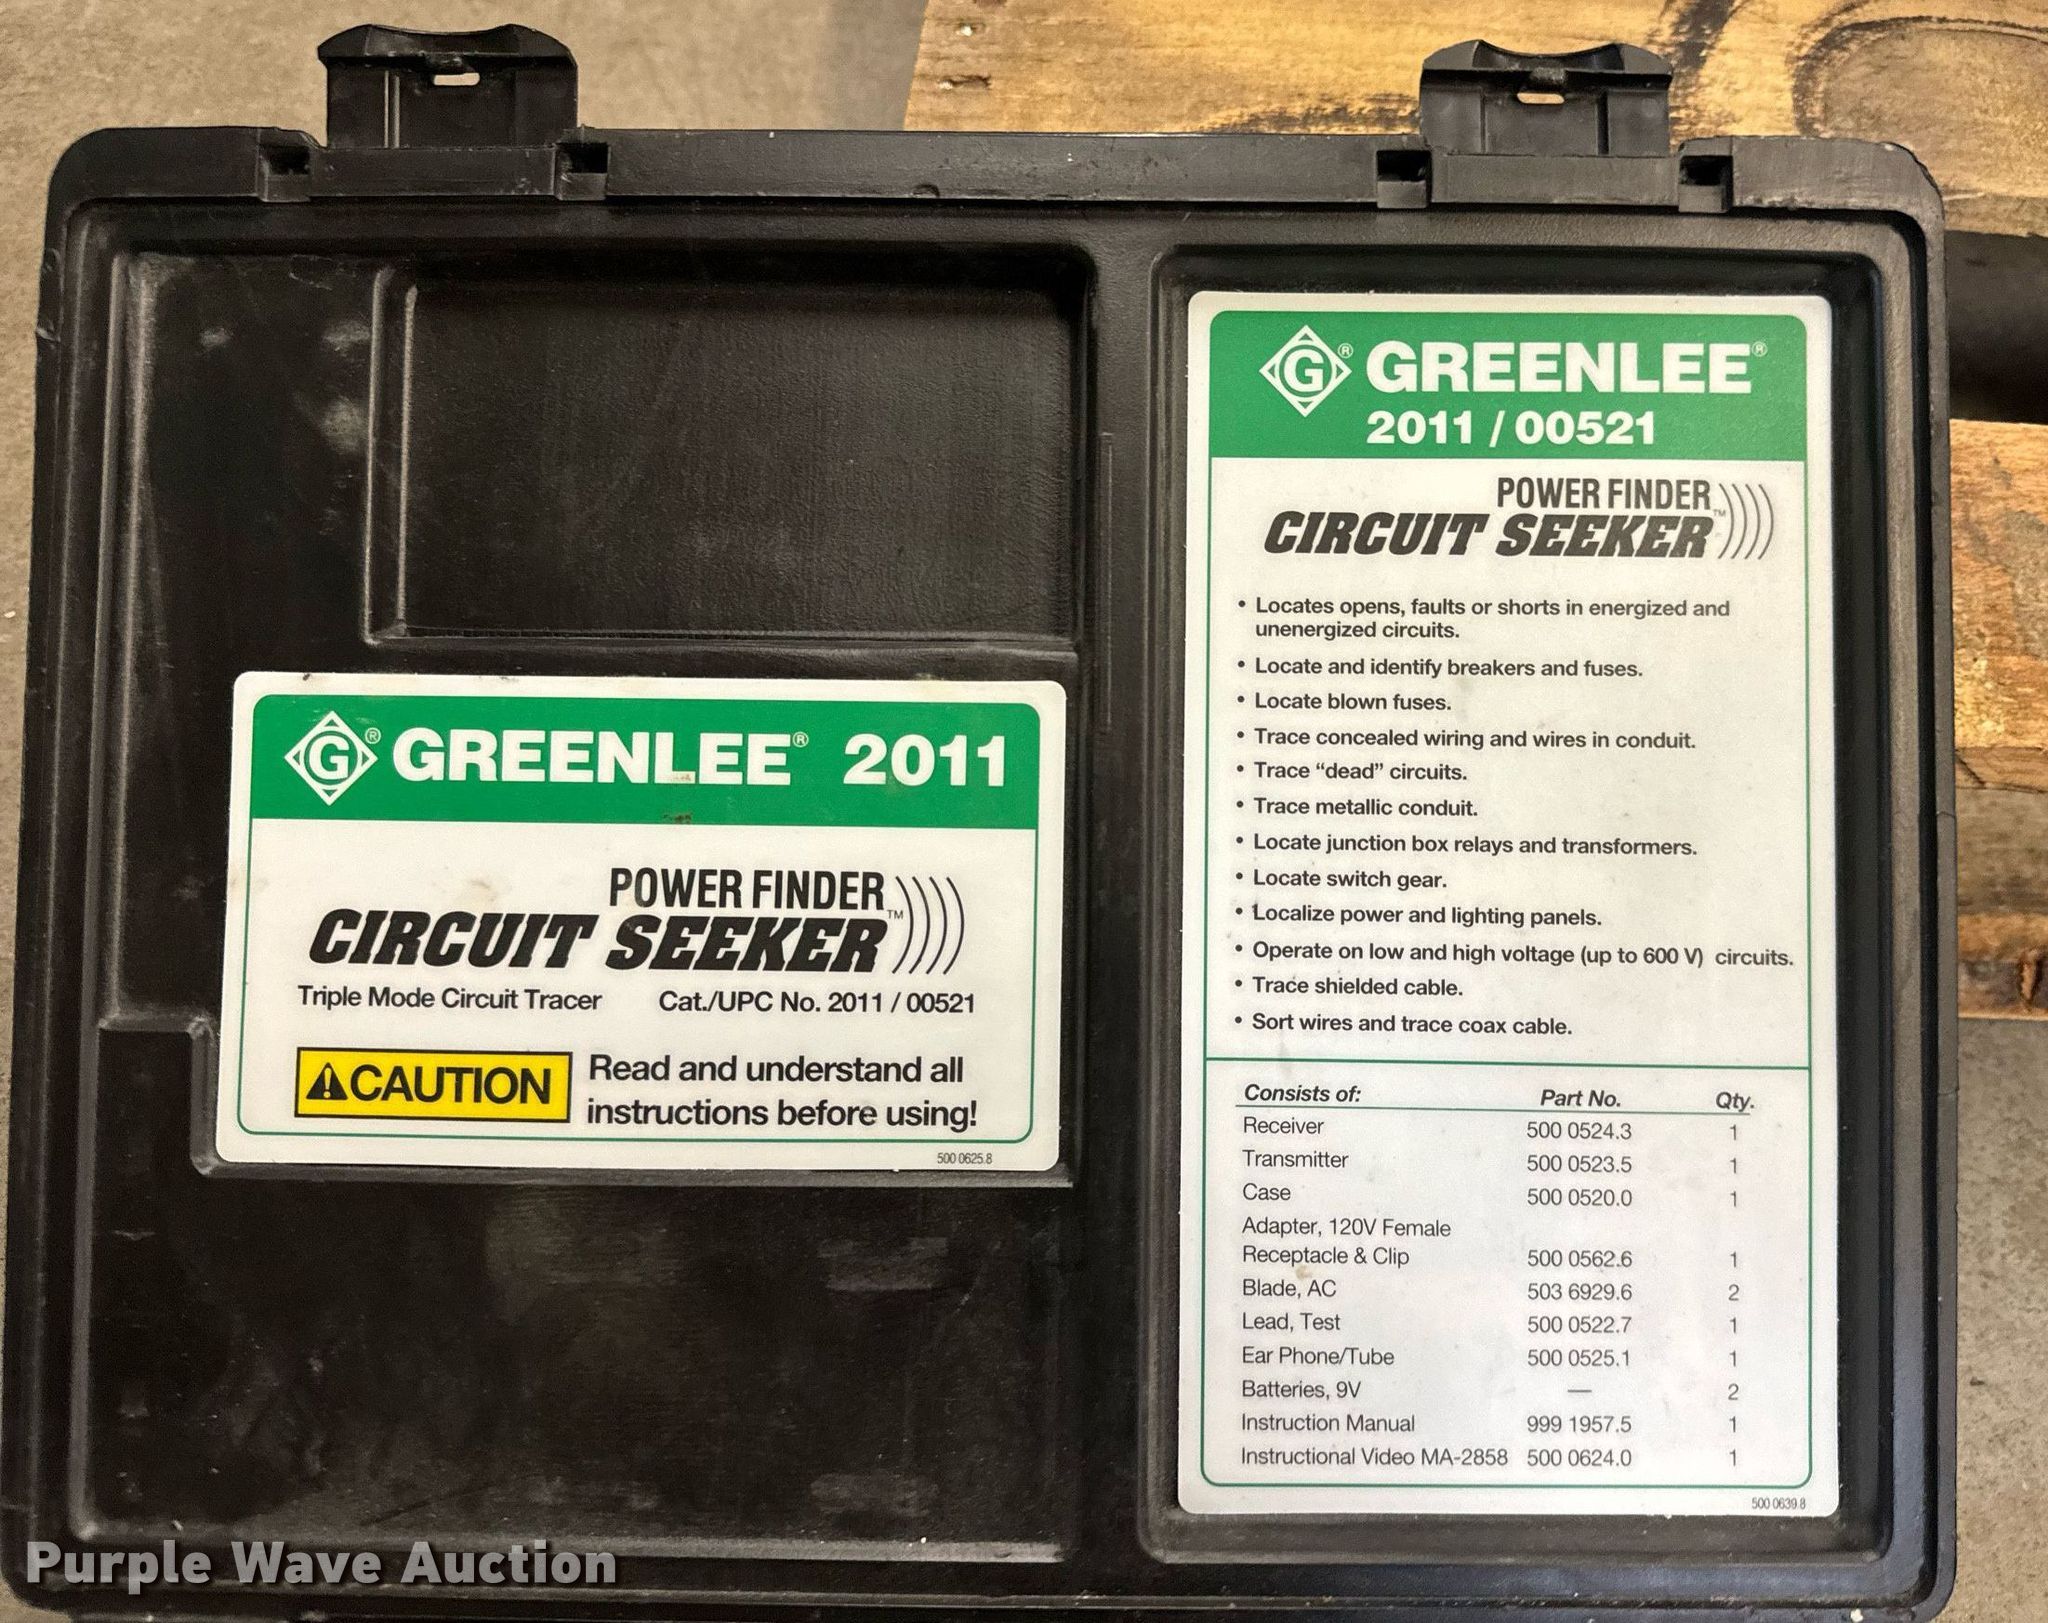 G® GREENLEE® 2011
POWER FINDER
CIRCUIT SEEKER™
Triple Mode Circuit Tracer Cat./UPC No. 2011 / 00521
CAUTION Read and understand all
instructions before using!
500 0625.8
G® GREENLEE®
2011 / 00521
POWER FINDER
CIRCUIT SEEKER™
• Locates opens, faults or shorts in energized and
unenergized circuits.
• Locate and identify breakers and fuses.
• Locate blown fuses.
• Trace concealed wiring and wires in conduit.
• Trace “dead” circuits.
• Trace metallic conduit.
• Locate junction box relays and transformers.
• Locate switch gear.
• Localize power and lighting panels.
• Operate on low and high voltage (up to 600 V) circuits.
• Trace shielded cable.
• Sort wires and trace coax cable.
Consists of: Part No. Qty.
Receiver 500 0524.3 1
Transmitter 500 0523.5 1
Case 500 0520.0 1
Adapter, 120V Female
Receptacle & Clip 500 0562.6 1
Blade, AC 503 6929.6 2
Lead, Test 500 0522.7 1
Ear Phone/Tube 500 0525.1 1
Batteries, 9V — 2
Instruction Manual 999 1957.5 1
Instructional Video MA-2858 500 0624.0 1
500 0639.8
Purple Wave Auction